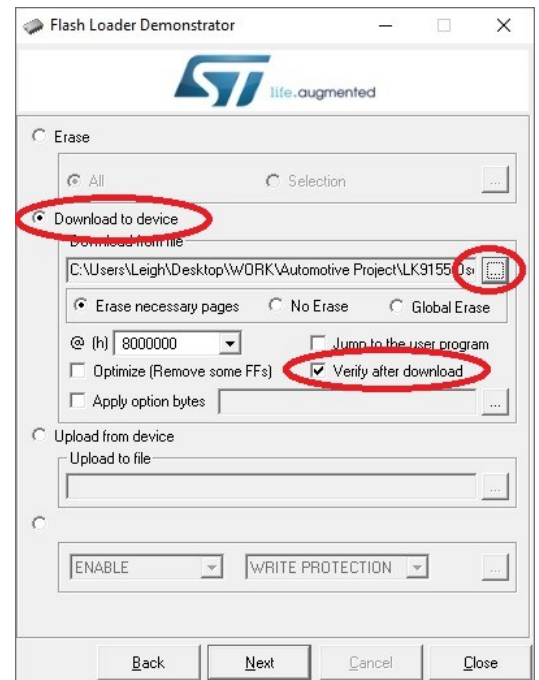 Flash Loader Demonstrator
life.augmented
Erase
All Selection ...
Download to device
Download from file
C:\Users\Leigh\Desktop\WORK\Automotive Project\LK9155 ...
Erase necessary pages No Erase Global Erase
@ (h) 8000000 Jump to the user program
Optimize (Remove some FFs) Verify after download
Apply option bytes ...
Upload from device
Upload to file
...
ENABLE WRITE PROTECTION ...
Back Next Cancel Close